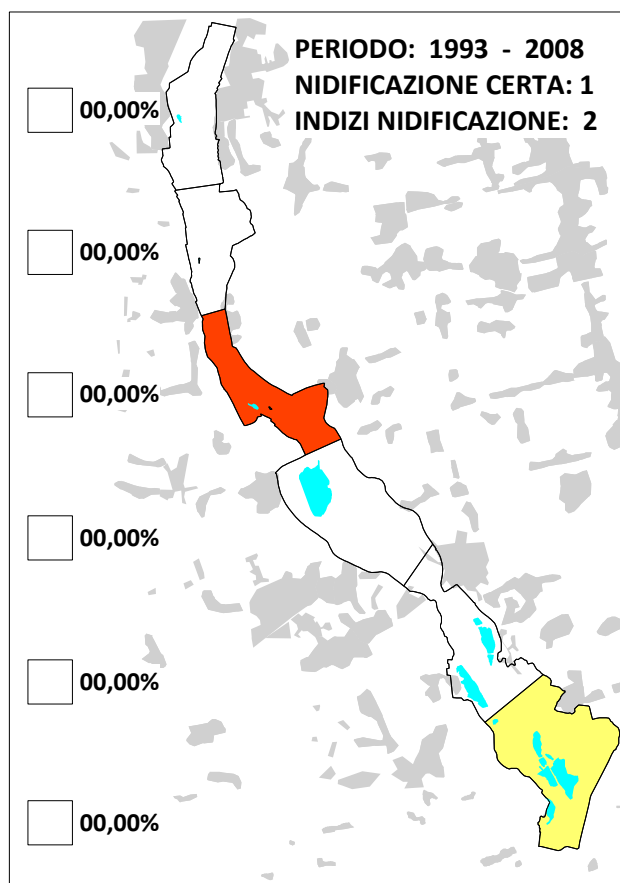 PERIODO: 1993 - 2008
NIDIFICAZIONE CERTA: 1
INDIZI NIDIFICAZIONE: 2
00,00%
00,00%
00,00%
00,00%
00,00%
00,00%